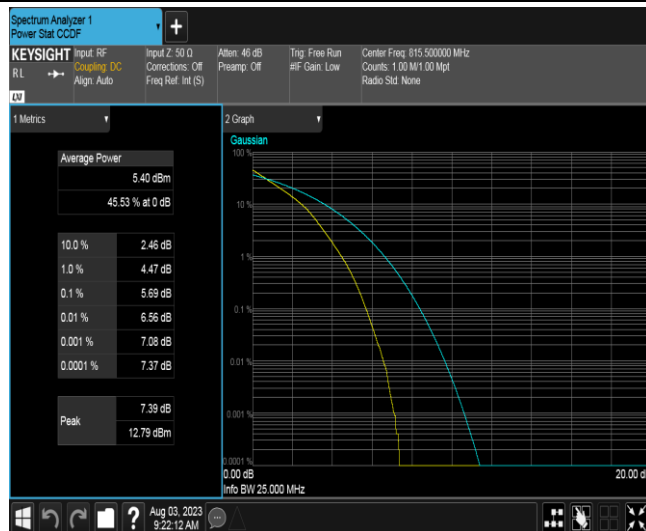 Spectrum Analyzer 1
Power Stat CCDF
+
KEYSIGHT
RL
LXI
Input: RF
Coupling: DC
Align: Auto
Input Z: 50 Ω
Corrections: Off
Freq Ref: Int (S)
Atten: 46 dB
Preamp: Off
Trig: Free Run
#IF Gain: Low
Center Freq: 815.500000 MHz
Counts: 1.00 M/1.00 Mpt
Radio Std: None
1 Metrics
Average Power
5.40 dBm
45.53 % at 0 dB
10.0 % 2.46 dB
1.0 % 4.47 dB
0.1 % 5.69 dB
0.01 % 6.56 dB
0.001 % 7.08 dB
0.0001 % 7.37 dB
Peak
7.39 dB
12.79 dBm
2 Graph
Gaussian
100 %
10 %
1 %
0.1 %
0.01 %
0.001 %
0.0001 %
0.00 dB
20.00 d
Info BW 25.000 MHz
?
Aug 03, 2023
9:22:12 AM